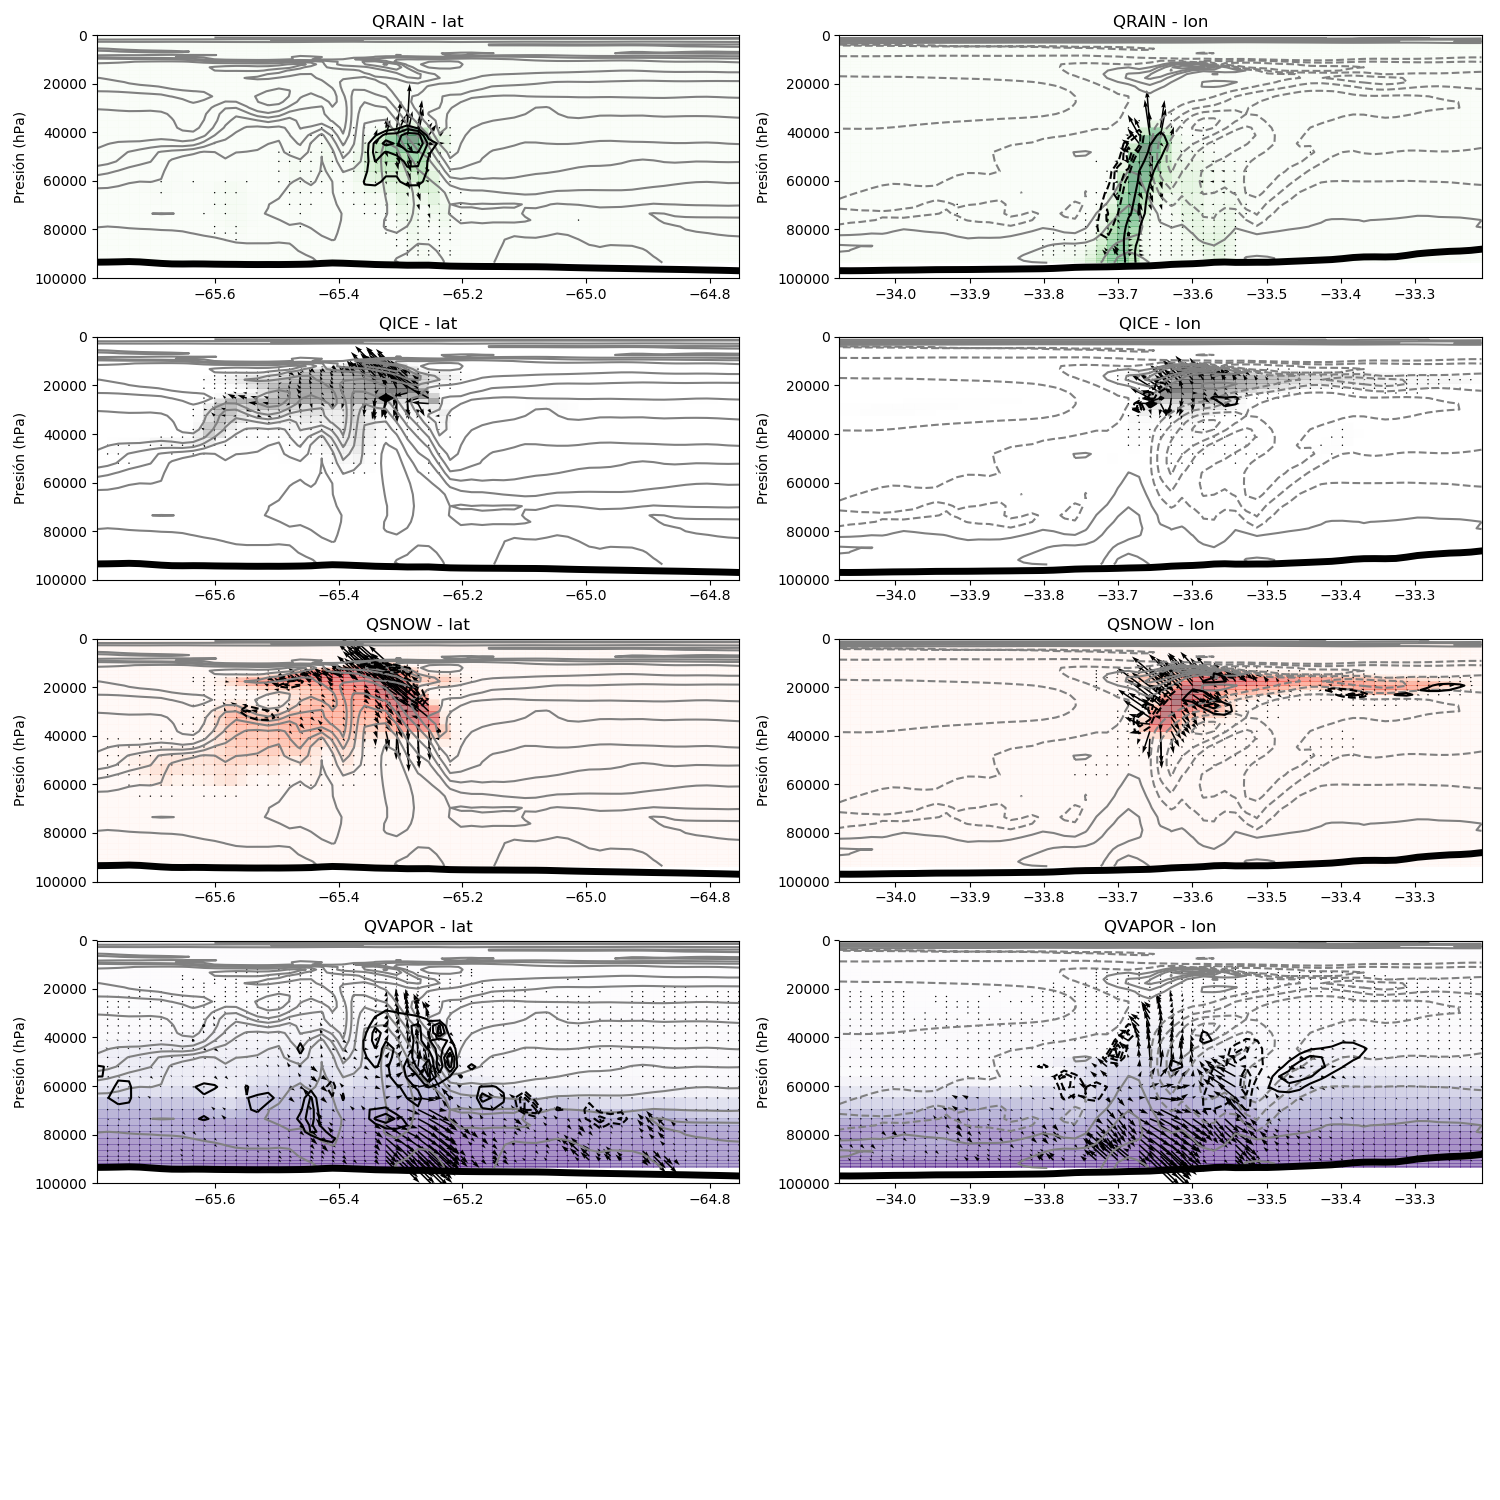 QRAIN - lat
Presión (hPa)
0
20000
40000
60000
80000
100000
−65.6 −65.4 −65.2 −65.0 −64.8
QRAIN - lon
Presión (hPa)
0
20000
40000
60000
80000
100000
−34.0 −33.9 −33.8 −33.7 −33.6 −33.5 −33.4 −33.3
QICE - lat
Presión (hPa)
0
20000
40000
60000
80000
100000
−65.6 −65.4 −65.2 −65.0 −64.8
QICE - lon
Presión (hPa)
0
20000
40000
60000
80000
100000
−34.0 −33.9 −33.8 −33.7 −33.6 −33.5 −33.4 −33.3
QSNOW - lat
Presión (hPa)
0
20000
40000
60000
80000
100000
−65.6 −65.4 −65.2 −65.0 −64.8
QSNOW - lon
Presión (hPa)
0
20000
40000
60000
80000
100000
−34.0 −33.9 −33.8 −33.7 −33.6 −33.5 −33.4 −33.3
QVAPOR - lat
Presión (hPa)
0
20000
40000
60000
80000
100000
−65.6 −65.4 −65.2 −65.0 −64.8
QVAPOR - lon
Presión (hPa)
0
20000
40000
60000
80000
100000
−34.0 −33.9 −33.8 −33.7 −33.6 −33.5 −33.4 −33.3